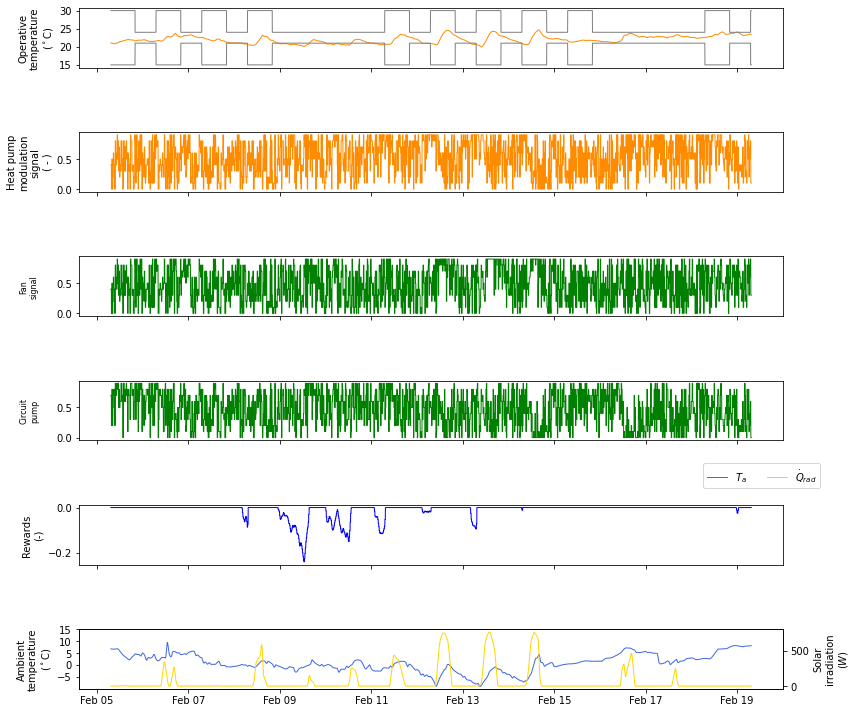 Operative
temperature
(°C)
30
25
20
15
Heat pump
modulation
signal
( - )
0.5
0.0
Fan
signal
0.5
0.0
Circuit
pump
0.5
0.0
T_a Q̇_rad
Rewards
(-)
0.0
−0.2
Ambient
temperature
(°C)
15
10
5
0
−5
500
0
Solar
irradiation
(W)
Feb 05 Feb 07 Feb 09 Feb 11 Feb 13 Feb 15 Feb 17 Feb 19